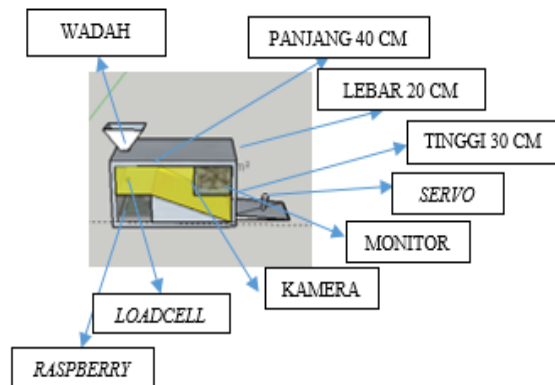 WADAH
PANJANG 40 CM
LEBAR 20 CM
TINGGI 30 CM
SERVO
MONITOR
KAMERA
LOADCELL
RASPBERRY